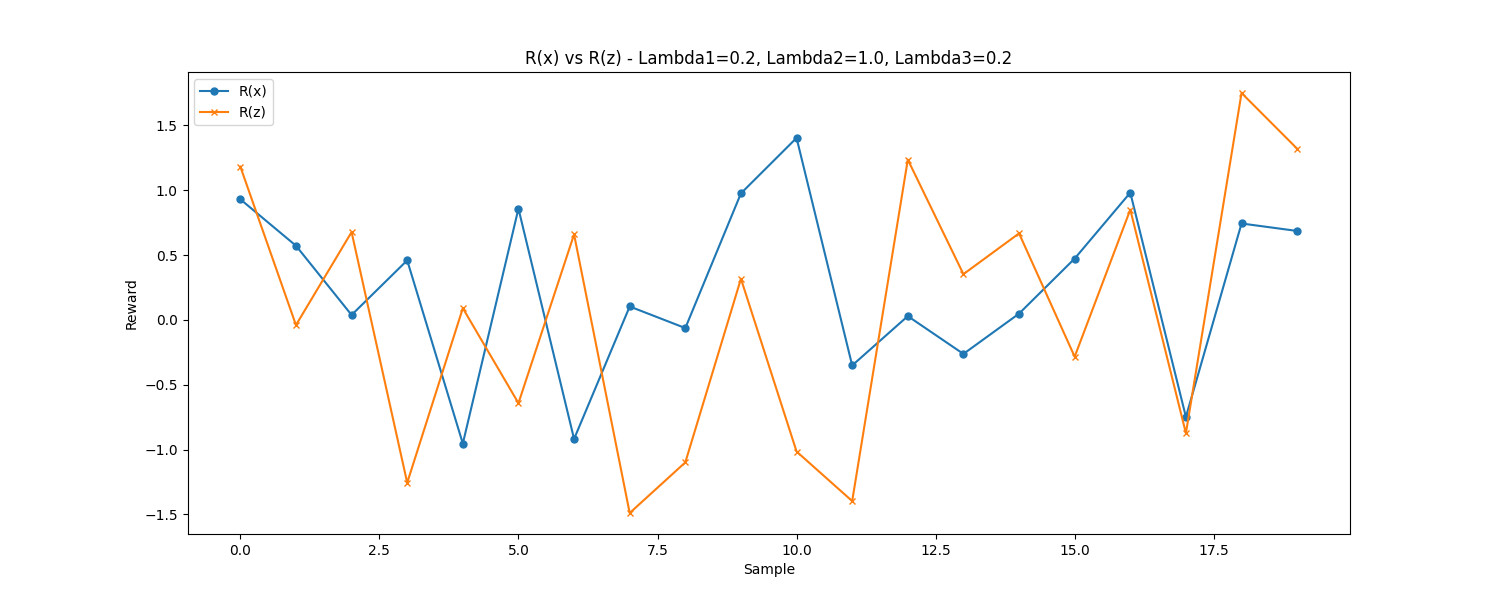 R(x) vs R(z) - Lambda1=0.2, Lambda2=1.0, Lambda3=0.2
R(x)
R(z)
1.5
1.0
0.5
0.0
−0.5
−1.0
−1.5
Reward
0.0 2.5 5.0 7.5 10.0 12.5 15.0 17.5
Sample